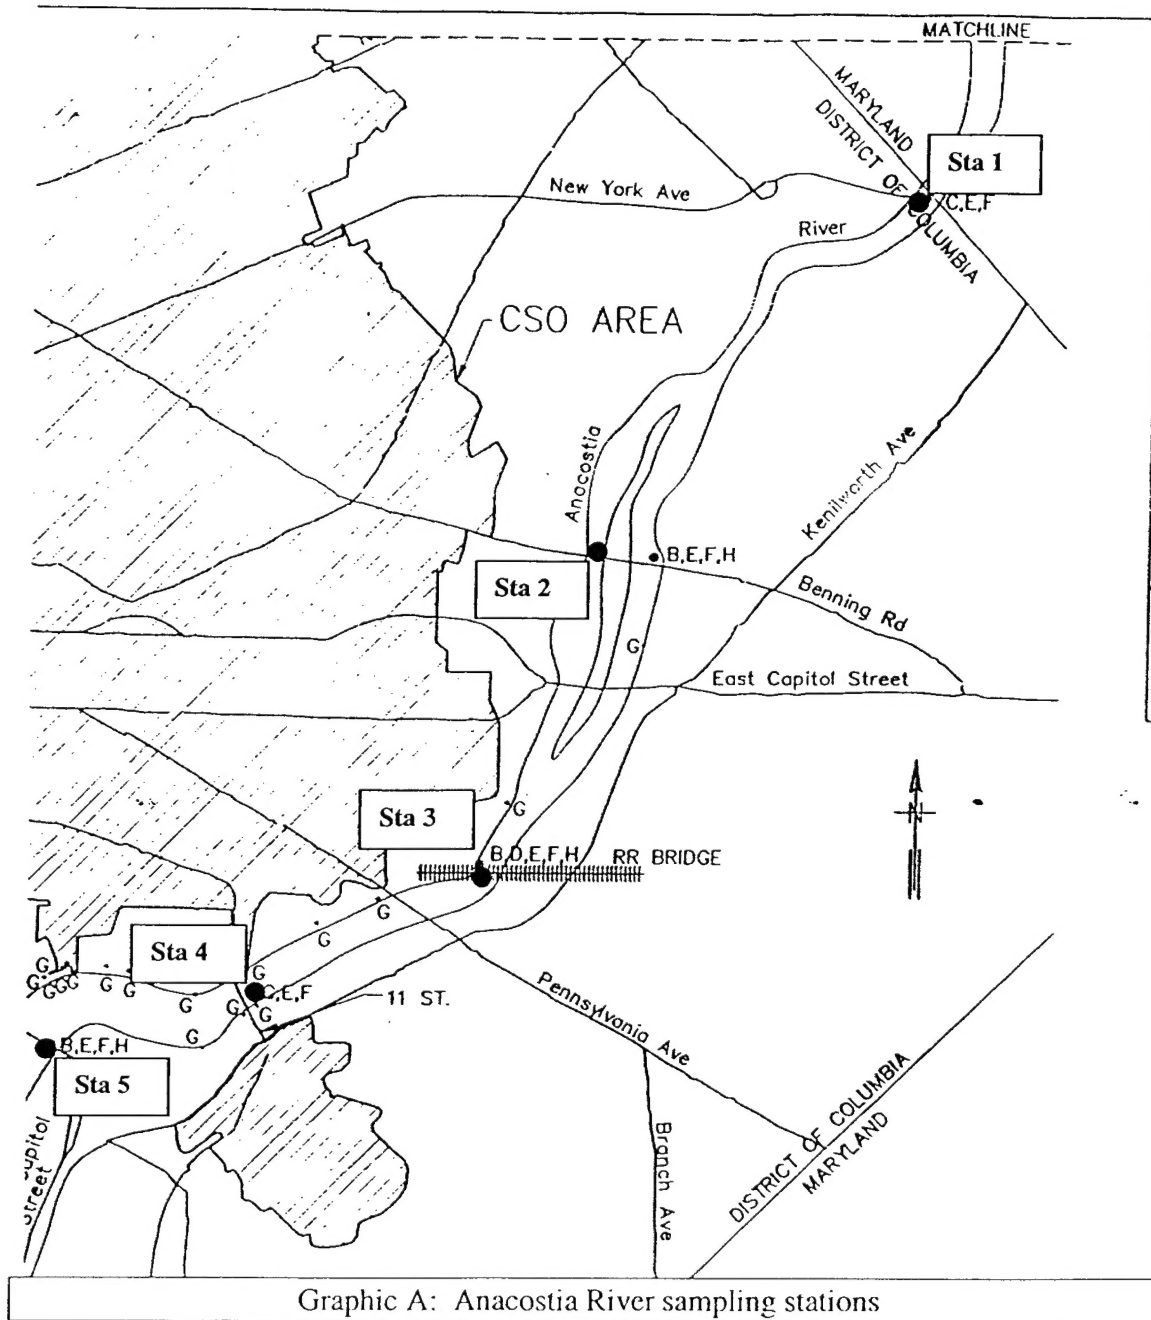 MATCHLINE
MARYLAND
DISTRICT OF COLUMBIA
Sta 1
C,E,F
New York Ave
River
CSO AREA
Anacostia
Kenilworth Ave
B,E,F,H
Sta 2
Benning Rd
G
East Capitol Street
Sta 3
G
B,D,E,F,H
RR BRIDGE
N
G
G
Sta 4
G
G
G
G
G
G
G
G
G
,E,F
G
G
G
11 ST.
G
Pennsylvania Ave
B,E,F,H
Sta 5
Street
Branch Ave
DISTRICT OF COLUMBIA
MARYLAND
Graphic A: Anacostia River sampling stations